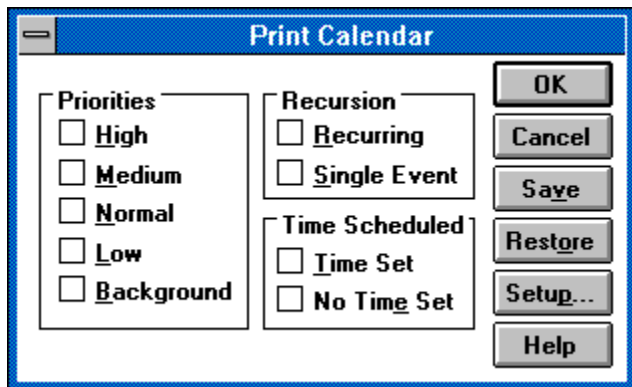 Print Calendar
Priorities
High
Medium
Normal
Low
Background
Recursion
Recurring
Single Event
Time Scheduled
Time Set
No Time Set
OK
Cancel
Save
Restore
Setup...
Help